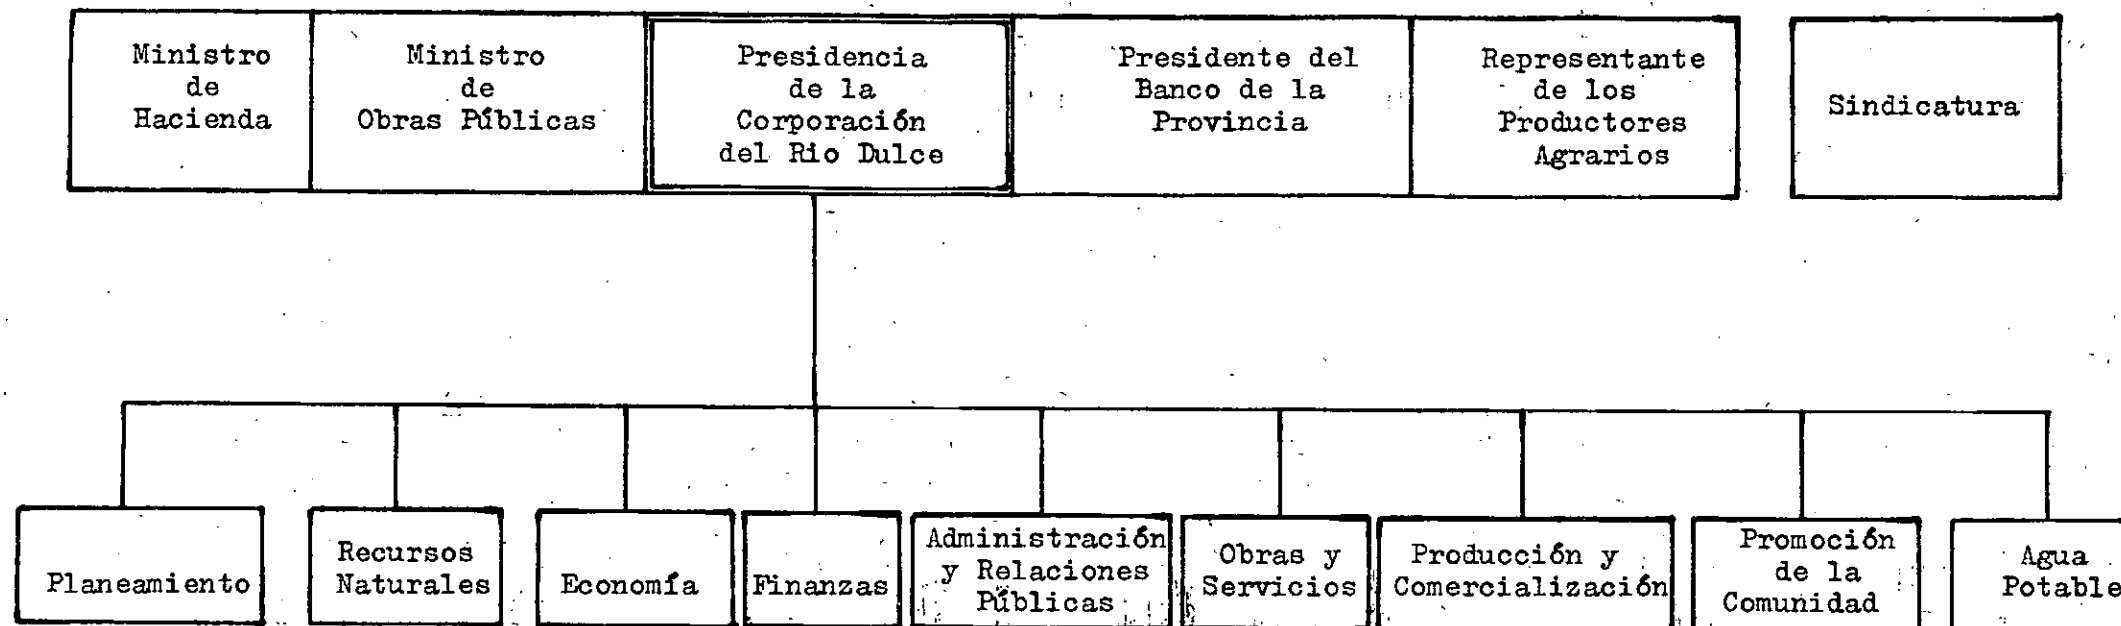 Ministro
de
Hacienda
Ministro
de
Obras Públicas
Presidencia
de la
Corporación
del Rio Dulce
Presidente del
Banco de la
Provincia
Representante
de los
Productores
Agrarios
Sindicatura
Planeamiento
Recursos
Naturales
Economía
Finanzas
Administración
y Relaciones
Públicas
Obras y
Servicios
Producción y
Comercialización
Promoción
de la
Comunidad
Agua
Potable